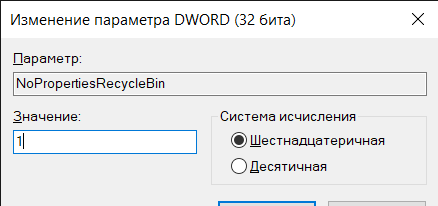 Изменение параметра DWORD (32 бита)
Параметр:
NoPropertiesRecycleBin
Значение:
1
Система исчисления
Шестнадцатеричная
Десятичная